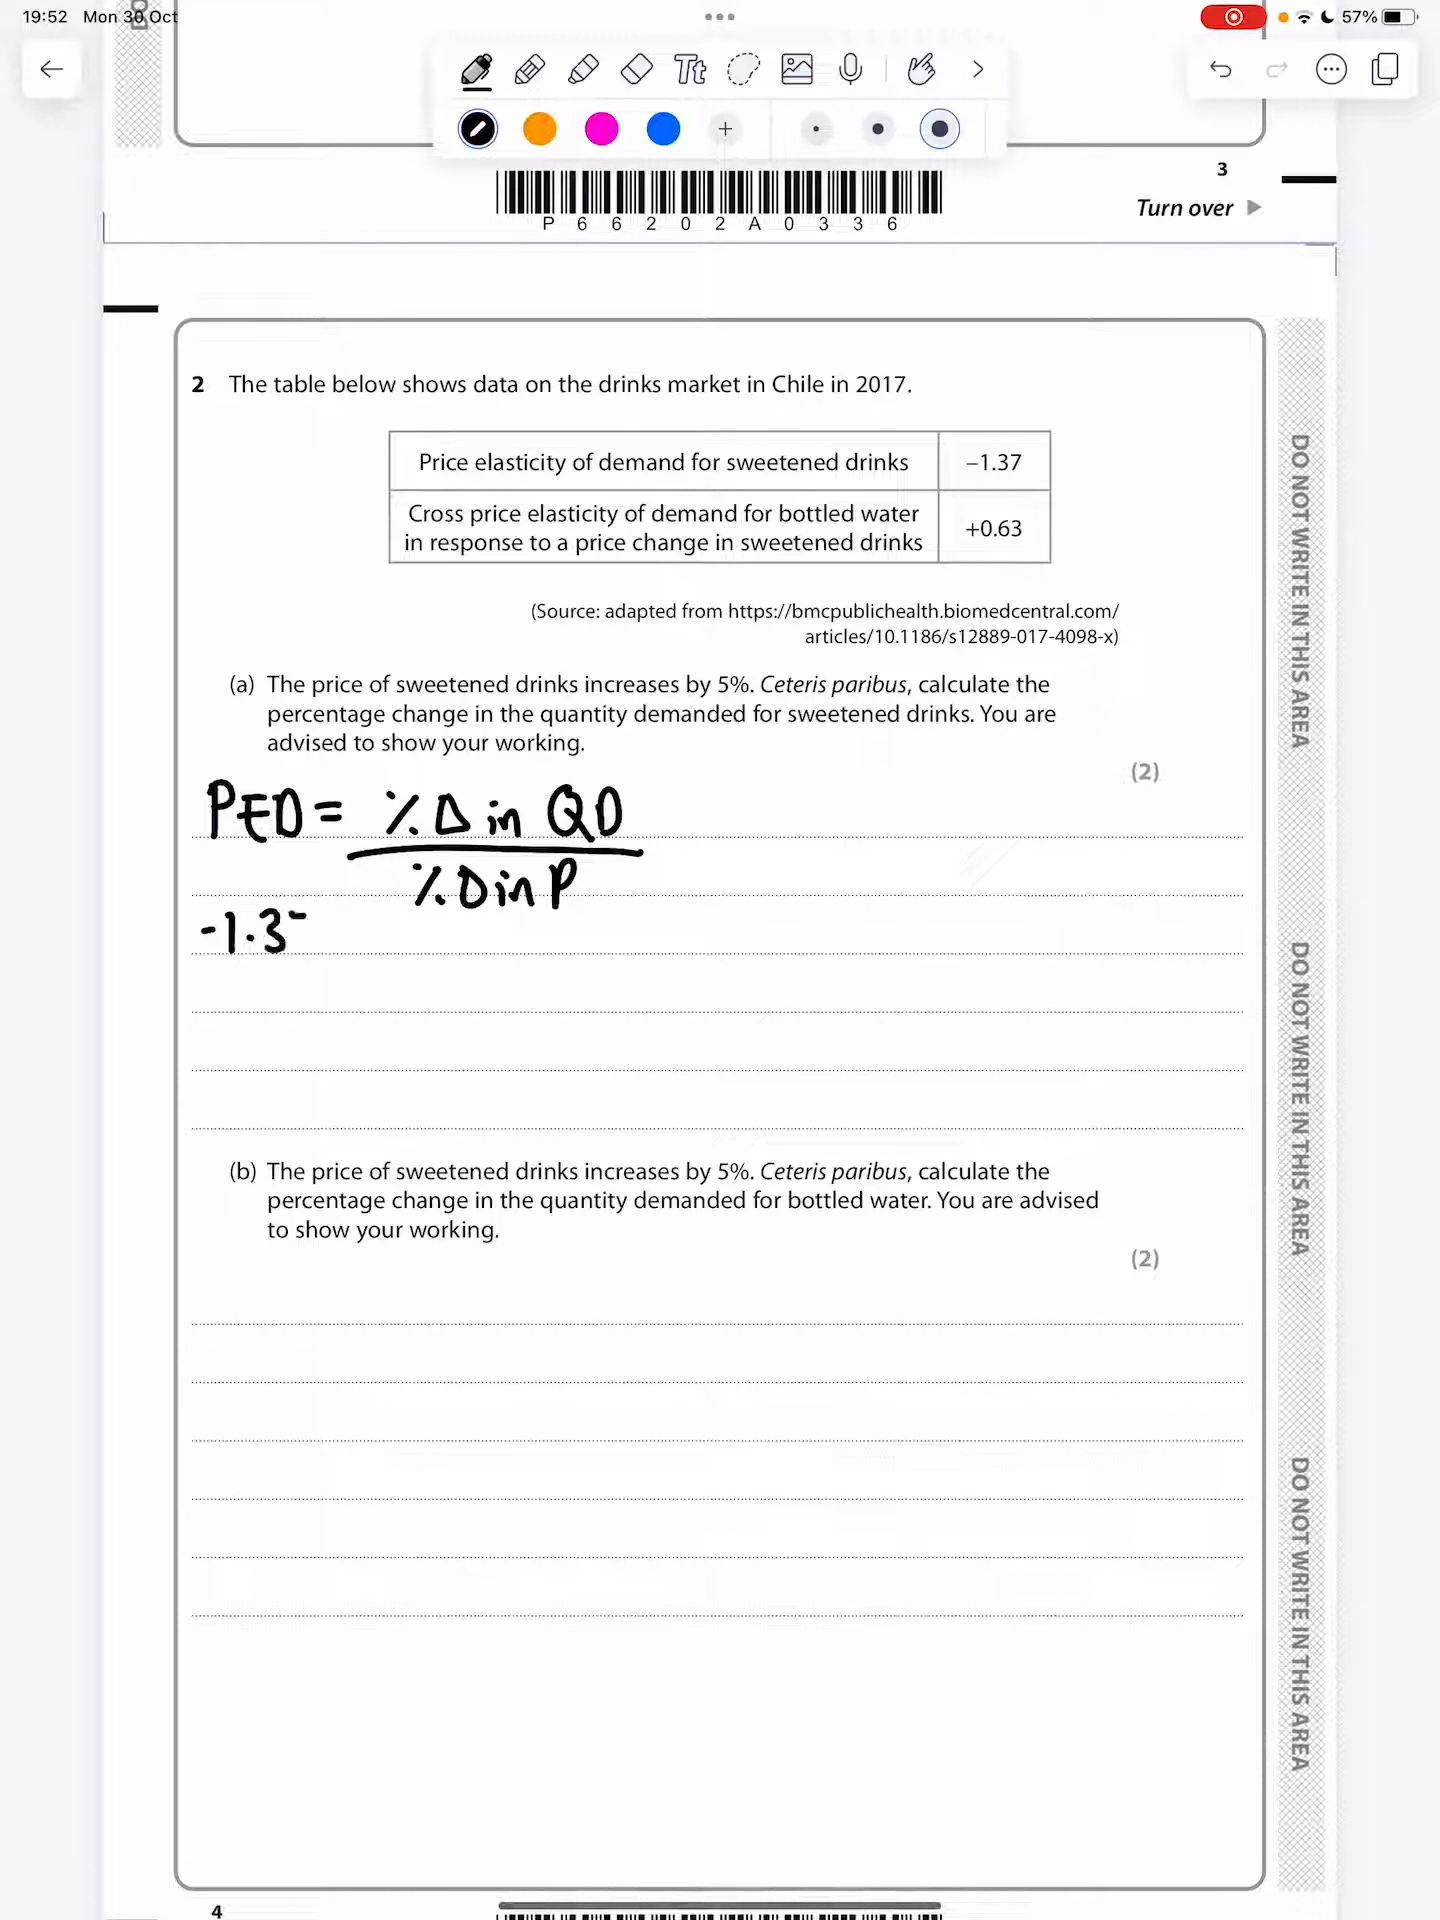 19:52 Mon 30 Oct
57%
Tt
3
P 6 6 2 0 2 A 0 3 3 6
Turn over
2 The table below shows data on the drinks market in Chile in 2017.
Price elasticity of demand for sweetened drinks –1.37
Cross price elasticity of demand for bottled water
in response to a price change in sweetened drinks +0.63
(Source: adapted from https://bmcpublichealth.biomedcentral.com/
articles/10.1186/s12889-017-4098-x)
(a) The price of sweetened drinks increases by 5%. Ceteris paribus, calculate the
percentage change in the quantity demanded for sweetened drinks. You are
advised to show your working.
(2)
PED = % Δ in QD
% Δ in P
-1.3-
(b) The price of sweetened drinks increases by 5%. Ceteris paribus, calculate the
percentage change in the quantity demanded for bottled water. You are advised
to show your working.
(2)
4
DO NOT WRITE IN THIS AREA
DO NOT WRITE IN THIS AREA
DO NOT WRITE IN THIS AREA